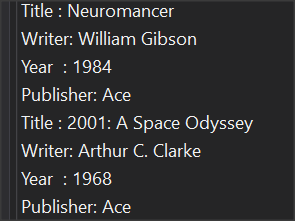 Title : Neuromancer
Writer: William Gibson
Year  : 1984
Publisher: Ace
Title : 2001: A Space Odyssey
Writer: Arthur C. Clarke
Year  : 1968
Publisher: Ace